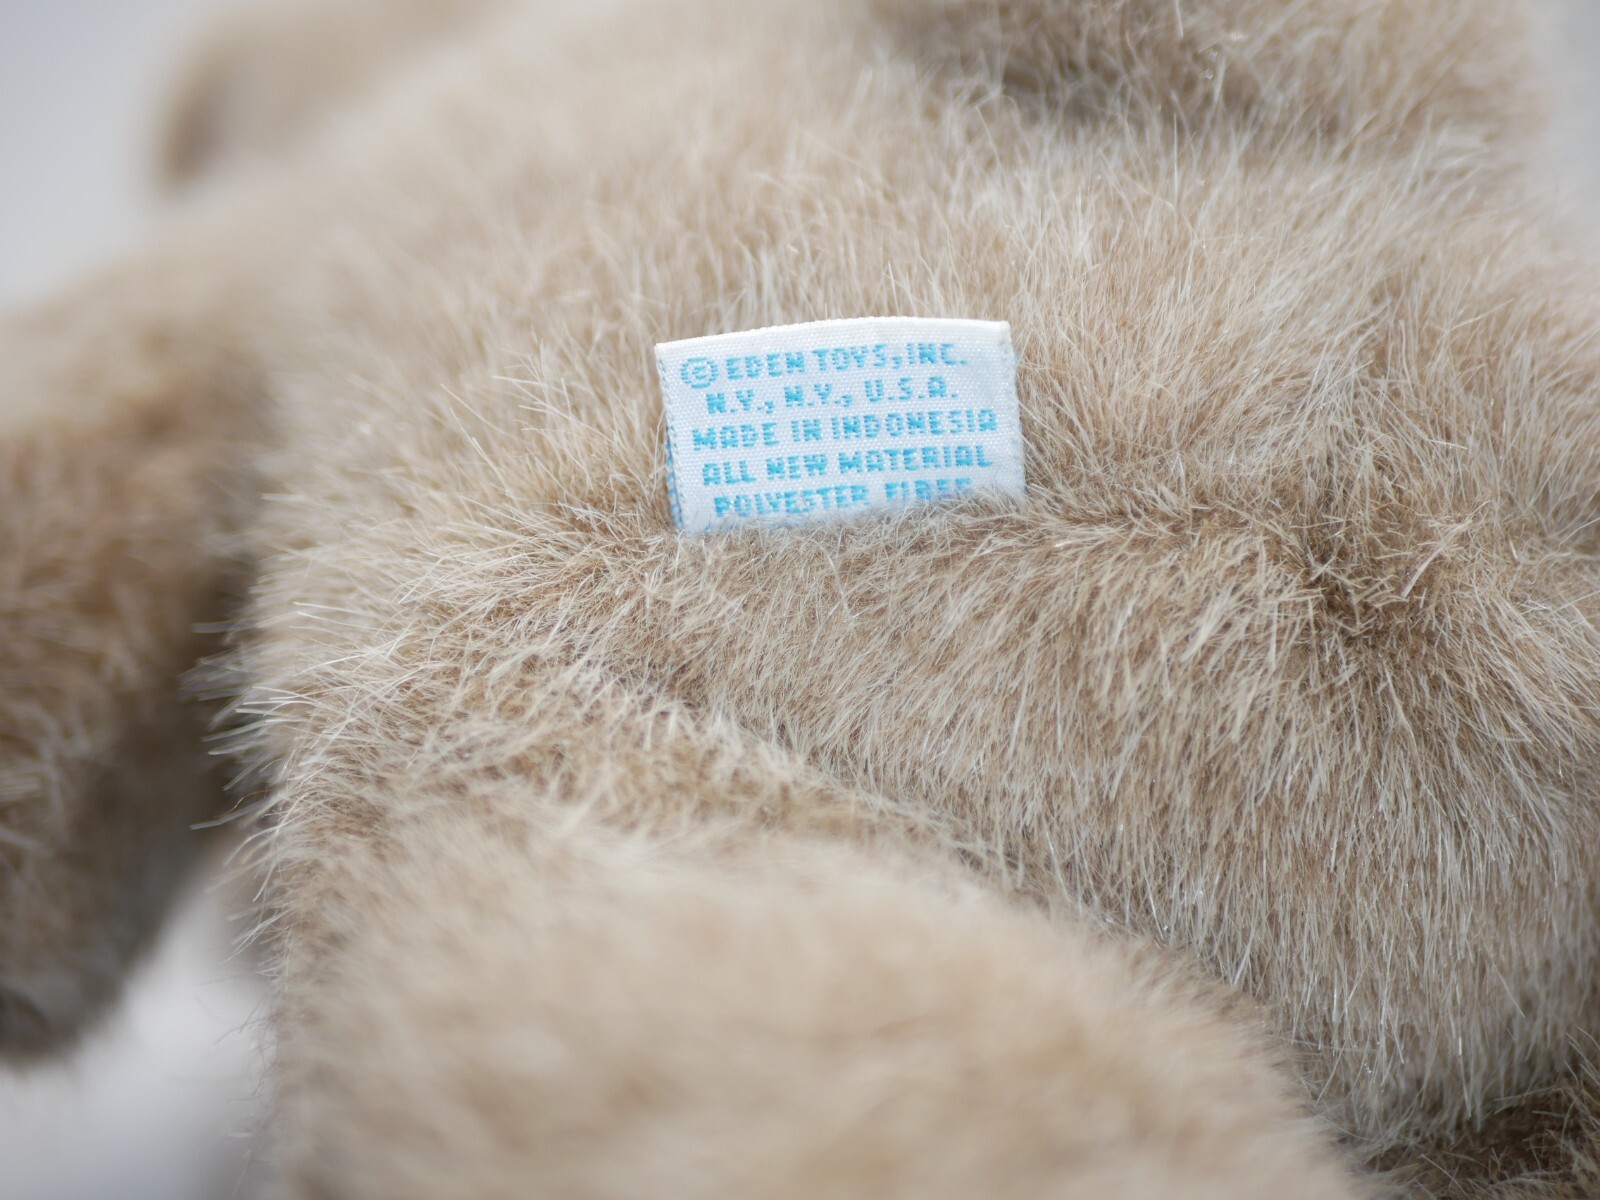 © EDEN TOYS, INC.
N.Y., N.Y., U.S.A.
MADE IN INDONESIA
ALL NEW MATERIAL
POLYESTER FIBER